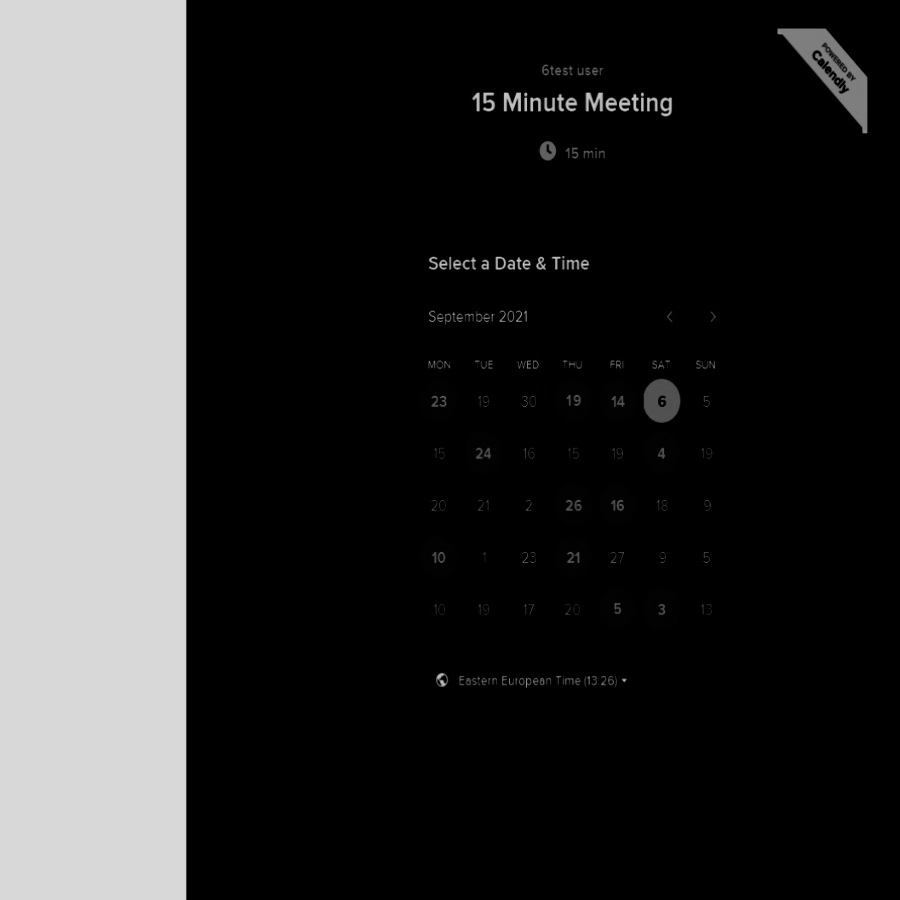 POWERED BY
Calendly
6test user
15 Minute Meeting
15 min
Select a Date & Time
September 2021
MON TUE WED THU FRI SAT SUN
23 19 30 19 14 6 5
15 24 16 15 19 4 19
20 21 2 26 16 18 9
10 1 23 21 27 9 5
10 19 17 20 5 3 13
Eastern European Time (13:26)